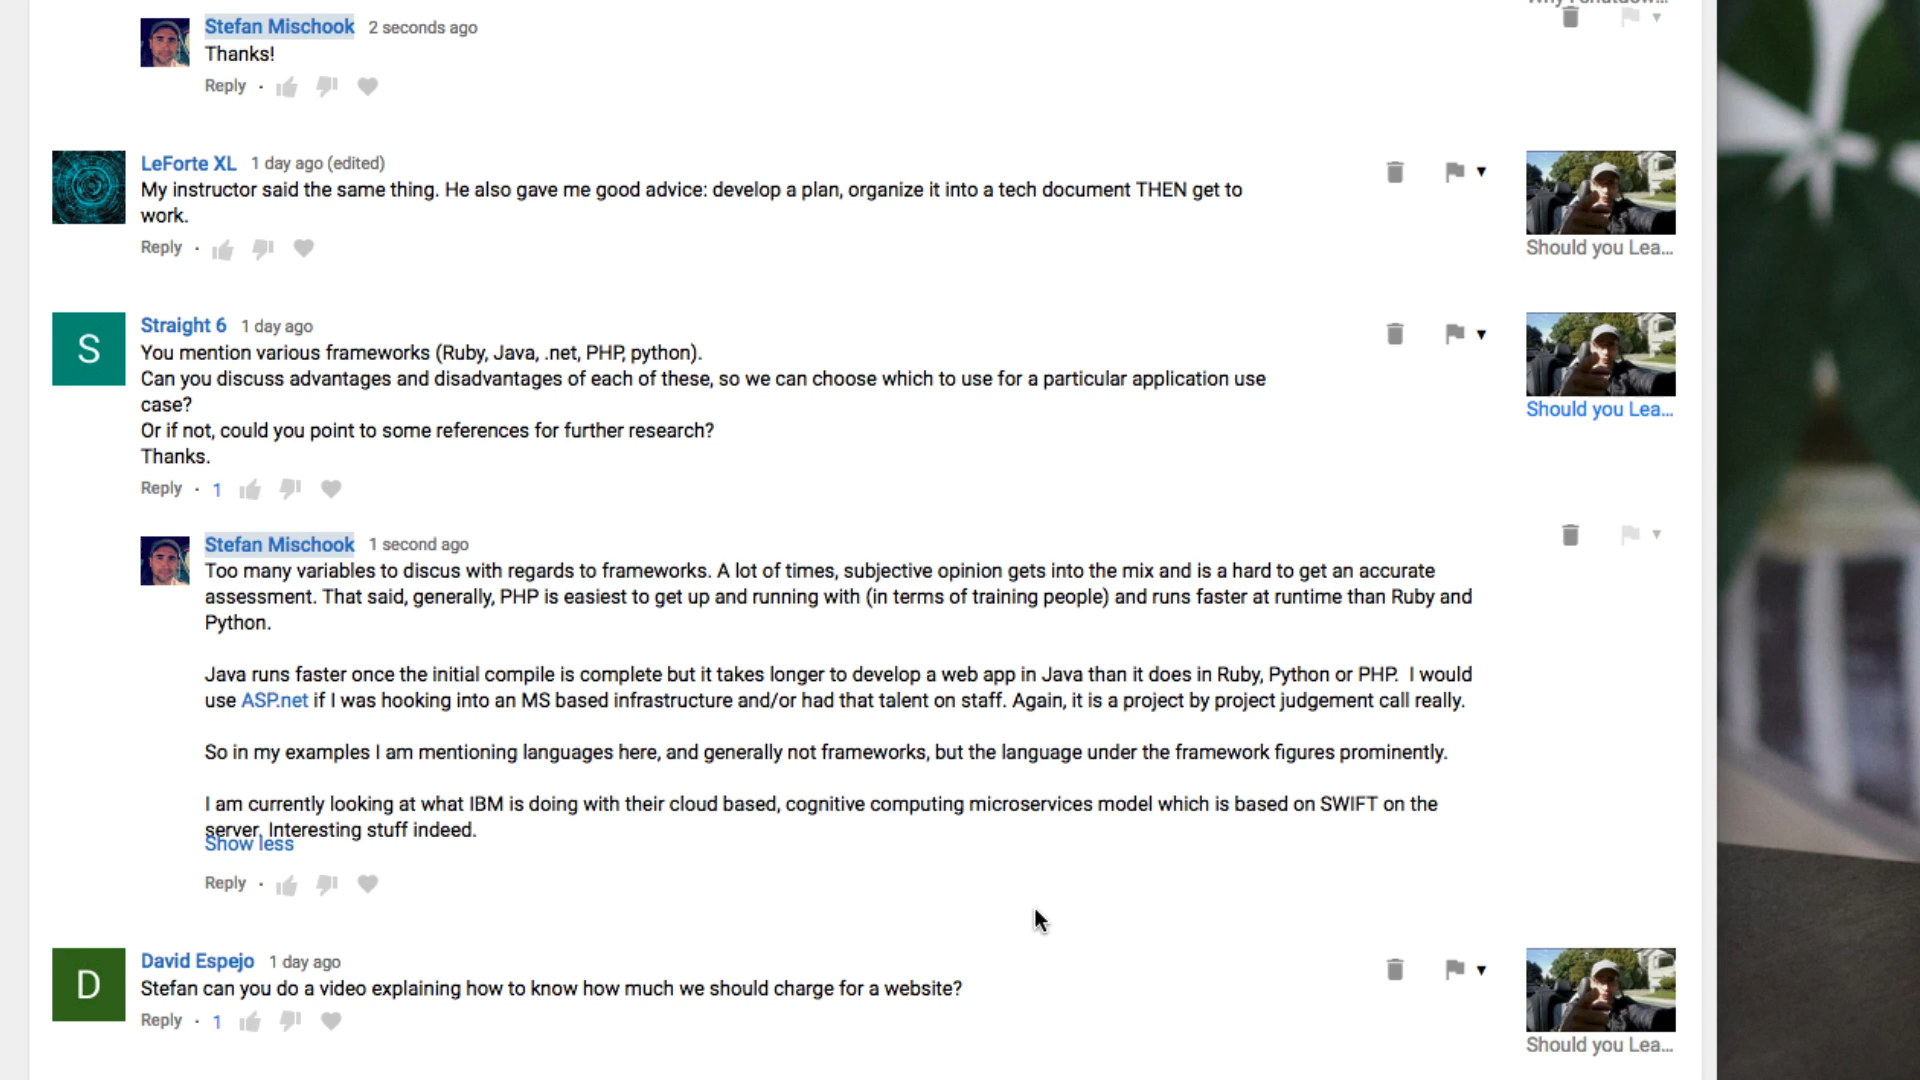 Stefan Mischook 2 seconds ago
Thanks!
Reply ·
LeForte XL 1 day ago (edited)
My instructor said the same thing. He also gave me good advice: develop a plan, organize it into a tech document THEN get to
work.
Reply ·
Should you Lea...
S
Straight 6 1 day ago
You mention various frameworks (Ruby, Java, .net, PHP, python).
Can you discuss advantages and disadvantages of each of these, so we can choose which to use for a particular application use
case?
Or if not, could you point to some references for further research?
Thanks.
Reply · 1
Should you Lea...
Stefan Mischook 1 second ago
Too many variables to discus with regards to frameworks. A lot of times, subjective opinion gets into the mix and is a hard to get an accurate
assessment. That said, generally, PHP is easiest to get up and running with (in terms of training people) and runs faster at runtime than Ruby and
Python.
Java runs faster once the initial compile is complete but it takes longer to develop a web app in Java than it does in Ruby, Python or PHP. I would
use ASP.net if I was hooking into an MS based infrastructure and/or had that talent on staff. Again, it is a project by project judgement call really.
So in my examples I am mentioning languages here, and generally not frameworks, but the language under the framework figures prominently.
I am currently looking at what IBM is doing with their cloud based, cognitive computing microservices model which is based on SWIFT on the
server. Interesting stuff indeed.
Show less
Reply ·
D
David Espejo 1 day ago
Stefan can you do a video explaining how to know how much we should charge for a website?
Reply · 1
Should you Lea...